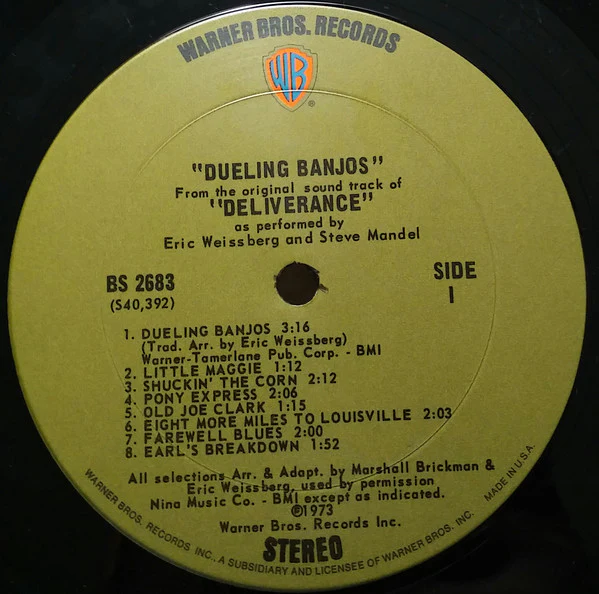 WARNER BROS. RECORDS
WB
®
"DUELING BANJOS"
From the original sound track of
"DELIVERANCE"
as performed by
Eric Weissberg and Steve Mandel
BS 2683
(S40,392)
SIDE
1
1. DUELING BANJOS 3:16
(Trad. Arr. by Eric Weissberg)
Warner-Tamerlane Pub. Corp. - BMI
2. LITTLE MAGGIE 1:12
3. SHUCKIN' THE CORN 2:12
4. PONY EXPRESS 2:06
5. OLD JOE CLARK 1:15
6. EIGHT MORE MILES TO LOUISVILLE 2:03
7. FAREWELL BLUES 2:00
8. EARL'S BREAKDOWN 1:52
All selections Arr. & Adapt. by Marshall Brickman &
Eric Weissberg, used by permission
Nina Music Co. - BMI except as indicated.
℗1973
Warner Bros. Records Inc.
STEREO
WARNER BROS. RECORDS INC., A SUBSIDIARY AND LICENSEE OF WARNER BROS. INC. MADE IN U.S.A.